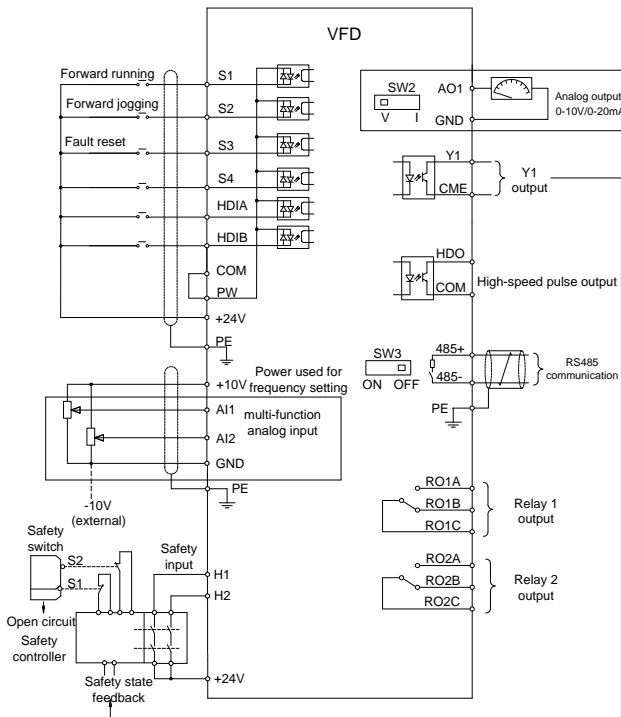 VFD
Forward running
S1
Forward jogging
S2
Fault reset
S3
S4
HDIA
HDIB
COM
PW
+24V
PE
SW2
V I
AO1
GND
Analog output
0-10V/0-20mA
Y1
CME
Y1
output
HDO
COM
High-speed pulse output
SW3
ON OFF
485+
485-
PE
RS485
communication
Power used for
frequency setting
+10V
AI1
multi-function
analog input
AI2
GND
PE
-10V
(external)
RO1A
RO1B
RO1C
Relay 1
output
RO2A
RO2B
RO2C
Relay 2
output
Safety
switch
S2
S1
Open circuit
Safety
controller
Safety
input
H1
H2
+24V
Safety state
feedback